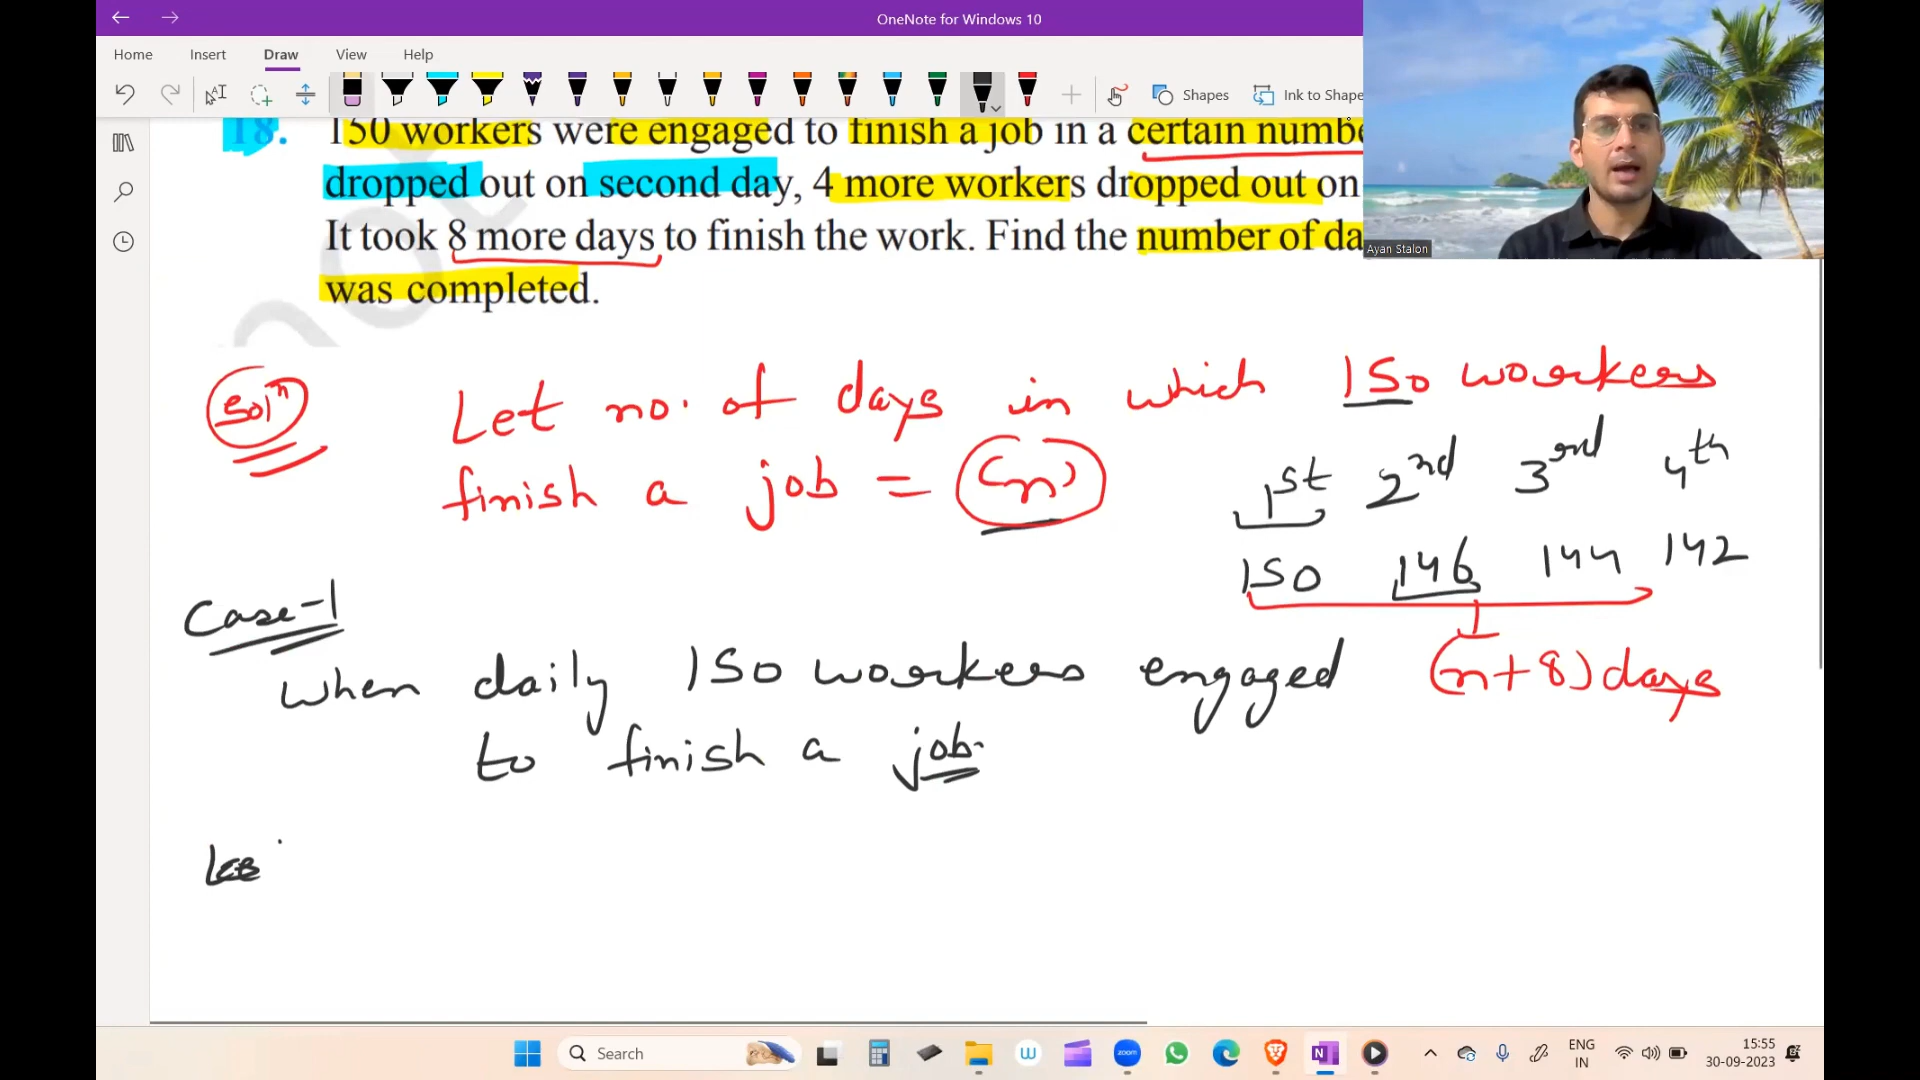 OneNote for Windows 10
Home Insert Draw View Help
Shapes Ink to Shape
18. 150 workers were engaged to finish a job in a certain numbe
dropped out on second day, 4 more workers dropped out on
It took 8 more days to finish the work. Find the number of da
was completed.
Ayan Stalon
Solⁿ Let no. of days in which 150 workers
finish a job = 'n'
1st 2nd 3rd 4th
150 146 144 142
(n+8) days
Case-1
when daily 150 workers engaged
to finish a job.
Search
zoom
ENG
IN
15:55
30-09-2023